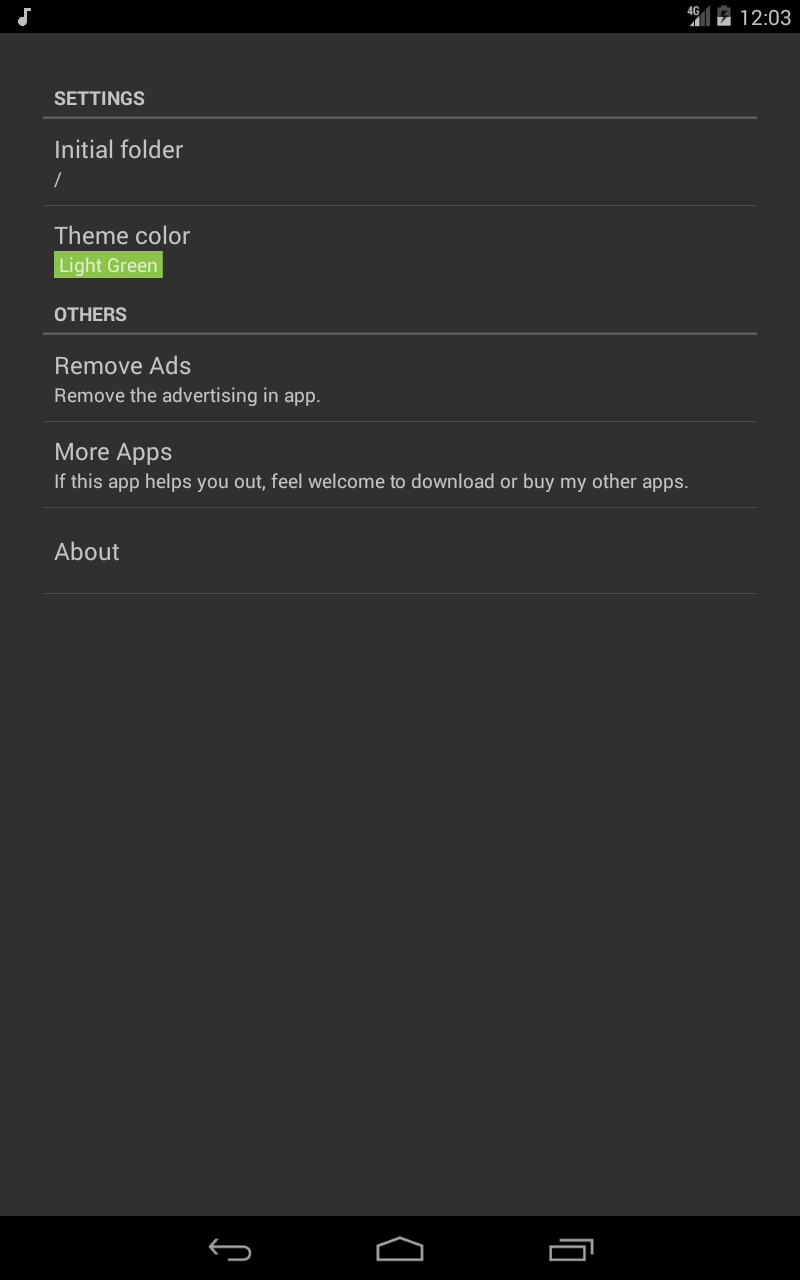 4G 12:03
SETTINGS
Initial folder
/
Theme color
Light Green
OTHERS
Remove Ads
Remove the advertising in app.
More Apps
If this app helps you out, feel welcome to download or buy my other apps.
About